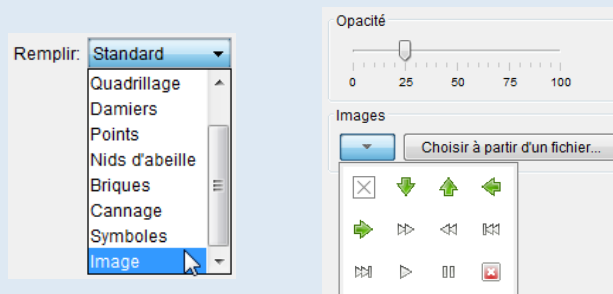 Remplir: Standard
Quadrillage
Damiers
Points
Nids d'abeille
Briques
Cannage
Symboles
Image
Opacité
0 25 50 75 100
Images
Choisir à partir d'un fichier...